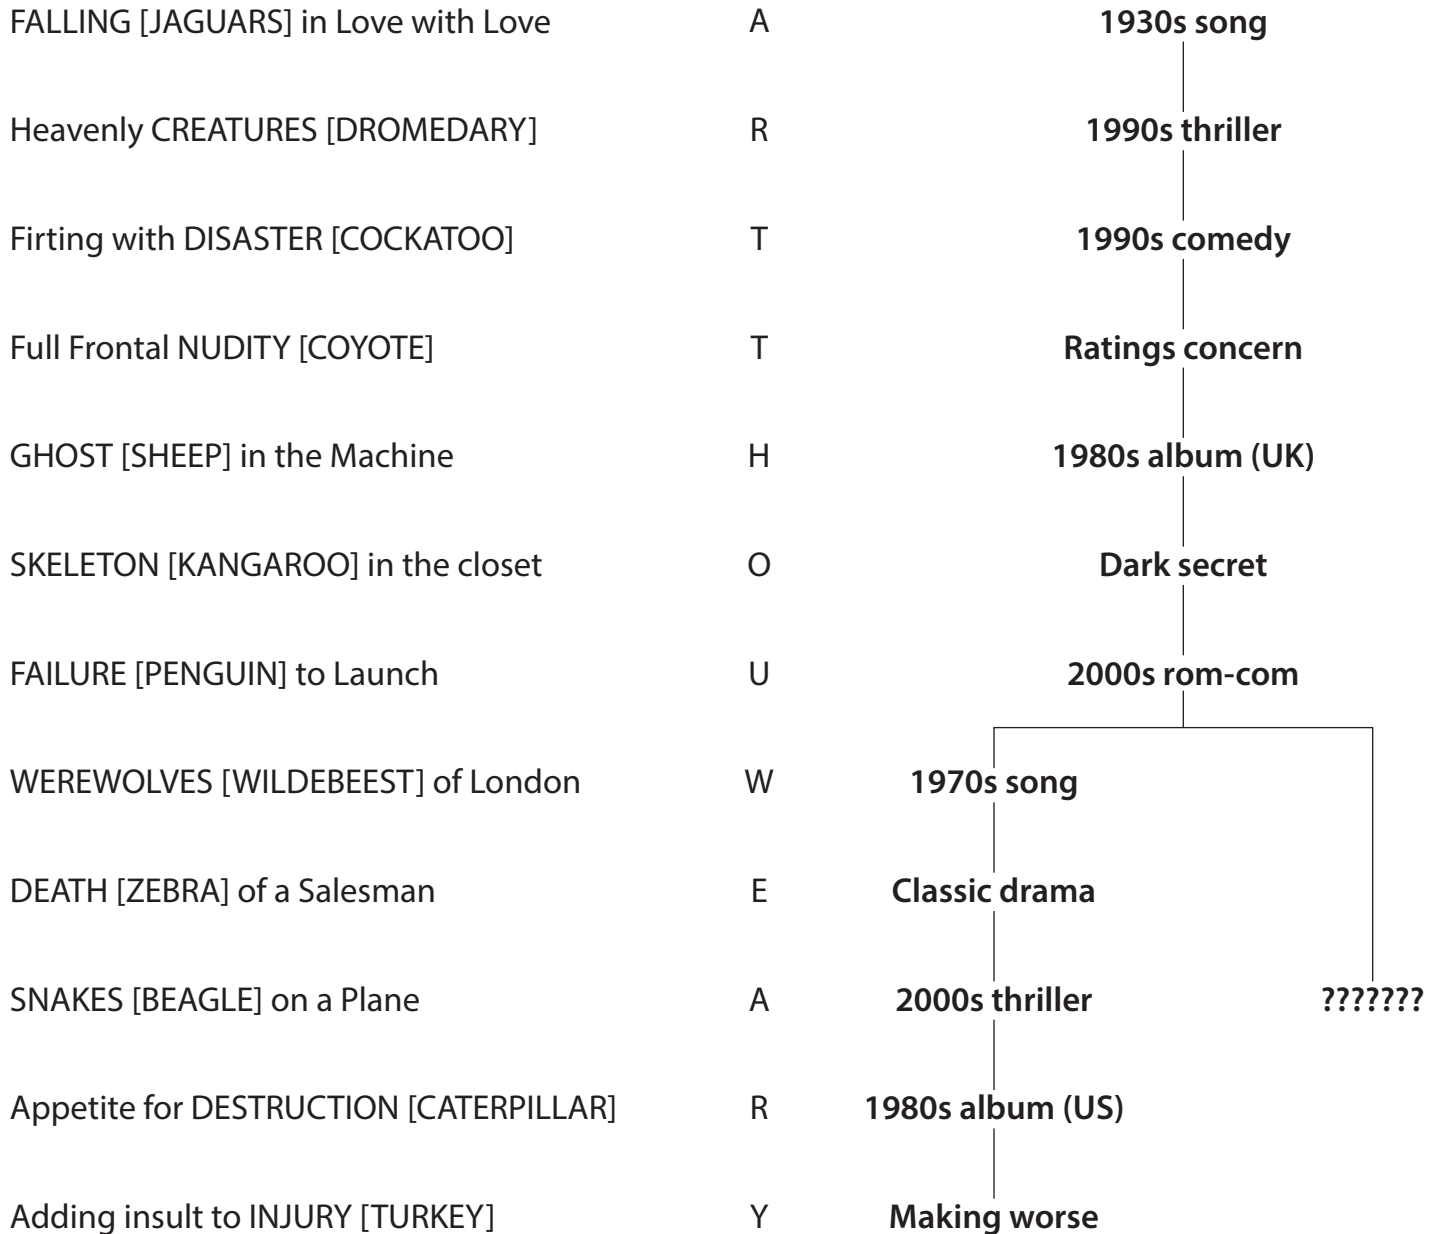 FALLING [JAGUARS] in Love with Love A 1930s song
Heavenly CREATURES [DROMEDARY] R 1990s thriller
Firting with DISASTER [COCKATOO] T 1990s comedy
Full Frontal NUDITY [COYOTE] T Ratings concern
GHOST [SHEEP] in the Machine H 1980s album (UK)
SKELETON [KANGAROO] in the closet O Dark secret
FAILURE [PENGUIN] to Launch U 2000s rom-com
WEREWOLVES [WILDEBEEST] of London W 1970s song
DEATH [ZEBRA] of a Salesman E Classic drama
SNAKES [BEAGLE] on a Plane A 2000s thriller ???????
Appetite for DESTRUCTION [CATERPILLAR] R 1980s album (US)
Adding insult to INJURY [TURKEY] Y Making worse